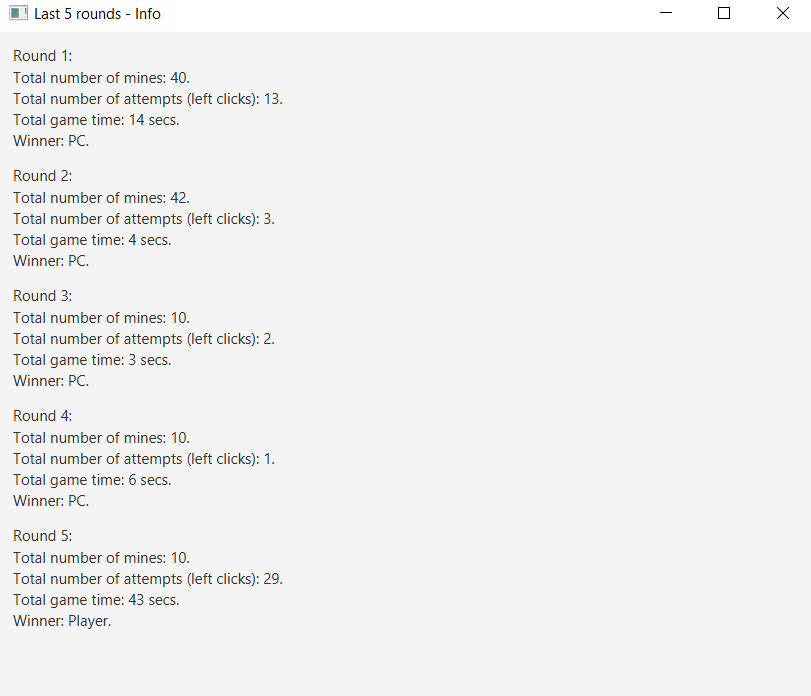 Last 5 rounds - Info
Round 1:
Total number of mines: 40.
Total number of attempts (left clicks): 13.
Total game time: 14 secs.
Winner: PC.
Round 2:
Total number of mines: 42.
Total number of attempts (left clicks): 3.
Total game time: 4 secs.
Winner: PC.
Round 3:
Total number of mines: 10.
Total number of attempts (left clicks): 2.
Total game time: 3 secs.
Winner: PC.
Round 4:
Total number of mines: 10.
Total number of attempts (left clicks): 1.
Total game time: 6 secs.
Winner: PC.
Round 5:
Total number of mines: 10.
Total number of attempts (left clicks): 29.
Total game time: 43 secs.
Winner: Player.